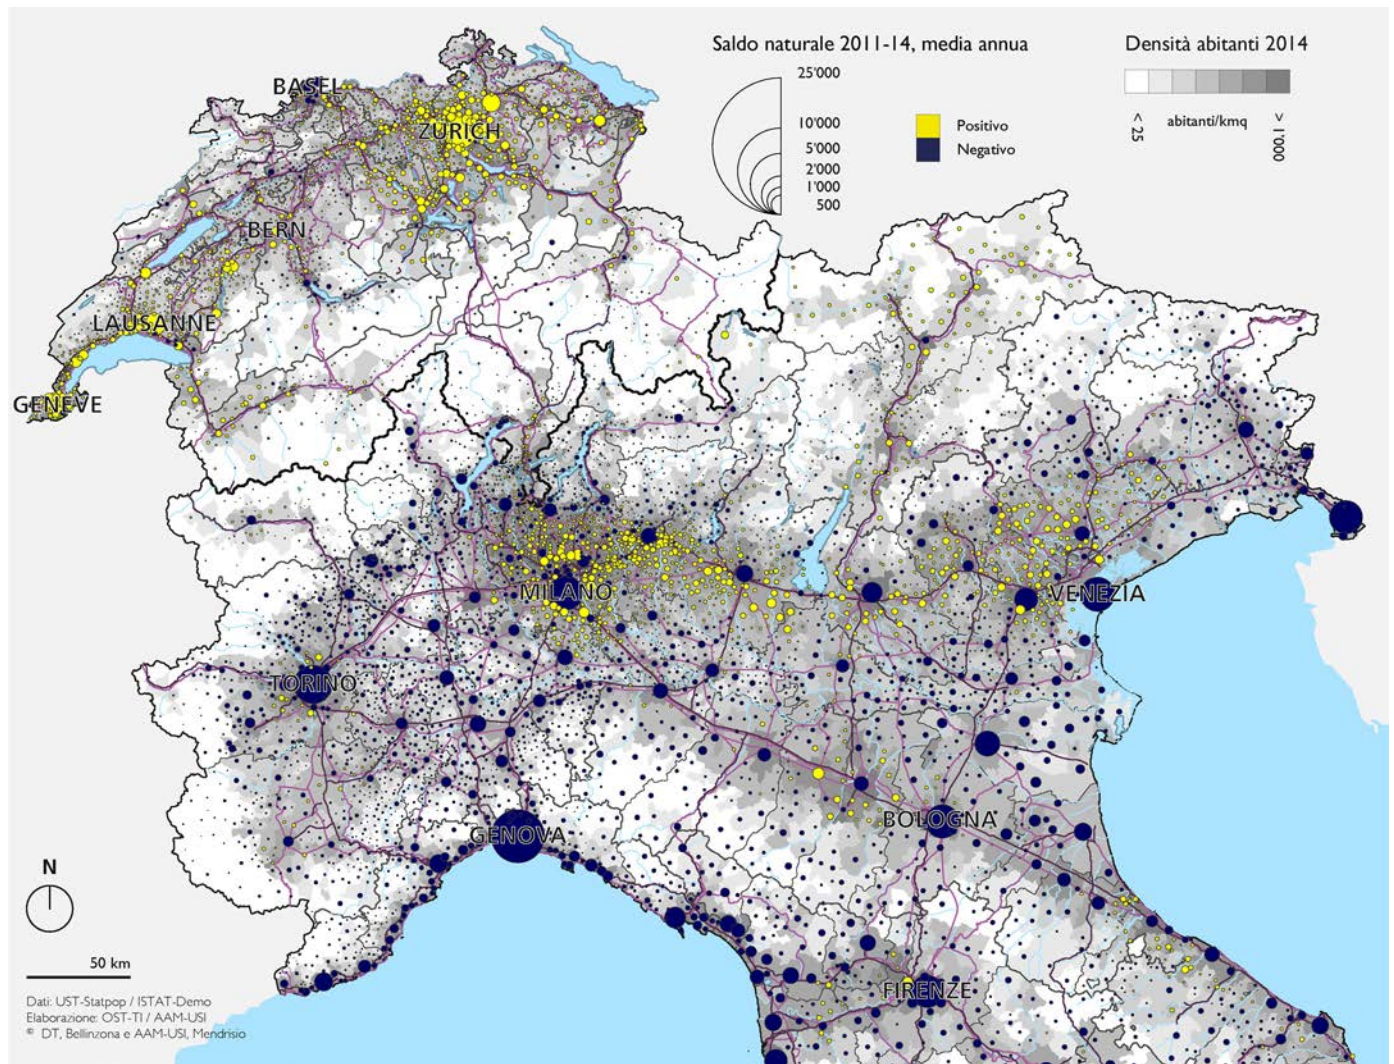 Saldo naturale 2011-14, media annua
25'000
10'000
5'000
2'000
1'000
500
Positivo
Negativo
Densità abitanti 2014
< 25
abitanti/kmq
> 1'000
BASEL
ZURICH
BERN
LAUSANNE
GENEVE
MILANO
VENEZIA
TORINO
GENOVA
BOLOGNA
FIRENZE
N
50 km
Dati: UST-Statpop / ISTAT-Demo
Elaborazione: OST-TI / AAM-USI
© DT, Bellinzona e AAM-USI, Mendrisio